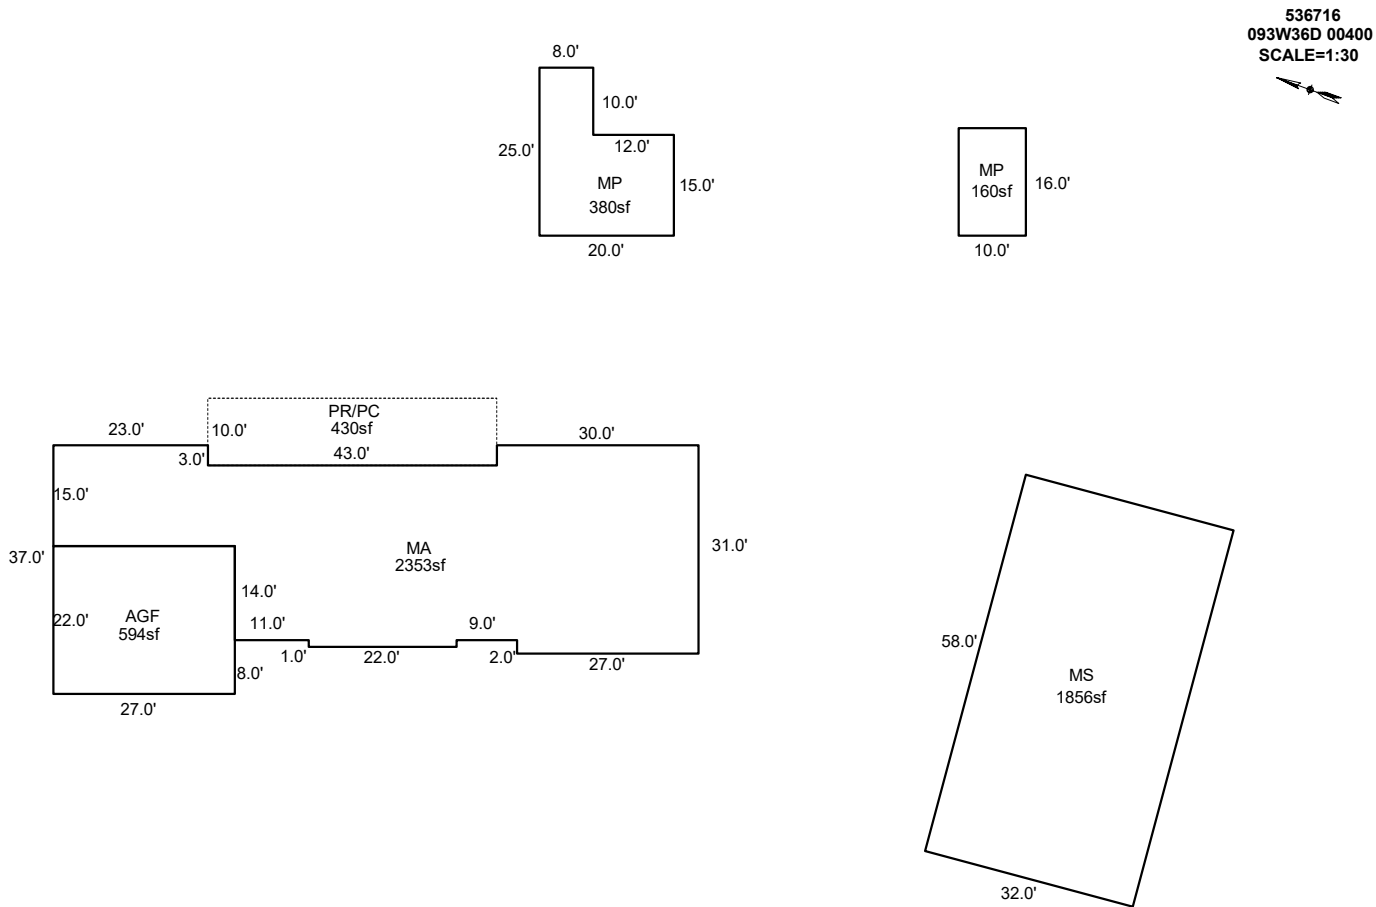 536716
093W36D 00400
SCALE=1:30
8.0'
10.0'
25.0'
12.0'
MP
380sf
15.0'
20.0'
MP
160sf
16.0'
10.0'
PR/PC
430sf
23.0'
10.0'
30.0'
3.0'
43.0'
15.0'
37.0'
MA
2353sf
31.0'
14.0'
AGF
594sf
22.0'
11.0'
9.0'
1.0'
22.0'
2.0'
27.0'
8.0'
27.0'
58.0'
MS
1856sf
32.0'